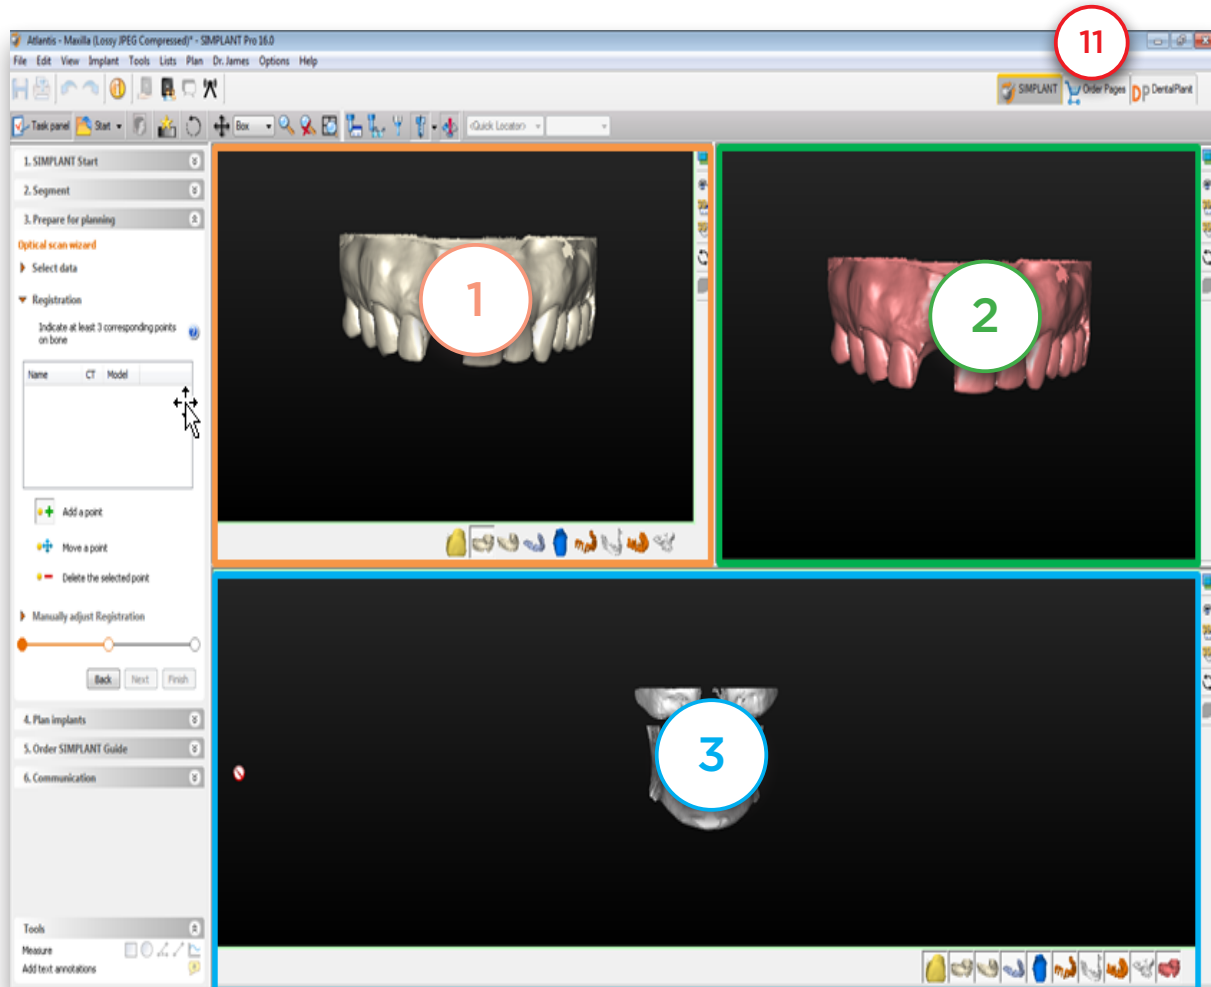 11
Atlantis - Maxilla (Lossy JPEG Compressed)* - SIMPLANT Pro 16.0
File Edit View Implant Tools Lists Plan Dr. James Options Help
SIMPLANT Order Pages DentalPlanit
Task panel Start Box <Quick Locator>
1. SIMPLANT Start
2. Segment
3. Prepare for planning
Optical scan wizard
Select data
Registration
Indicate at least 3 corresponding points
on bone
Name CT Model
Add a point
Move a point
Delete the selected point
Manually adjust Registration
Back Next Finish
4. Plan implants
5. Order SIMPLANT Guide
6. Communication
Tools
Measure
Add text annotations
1
2
3